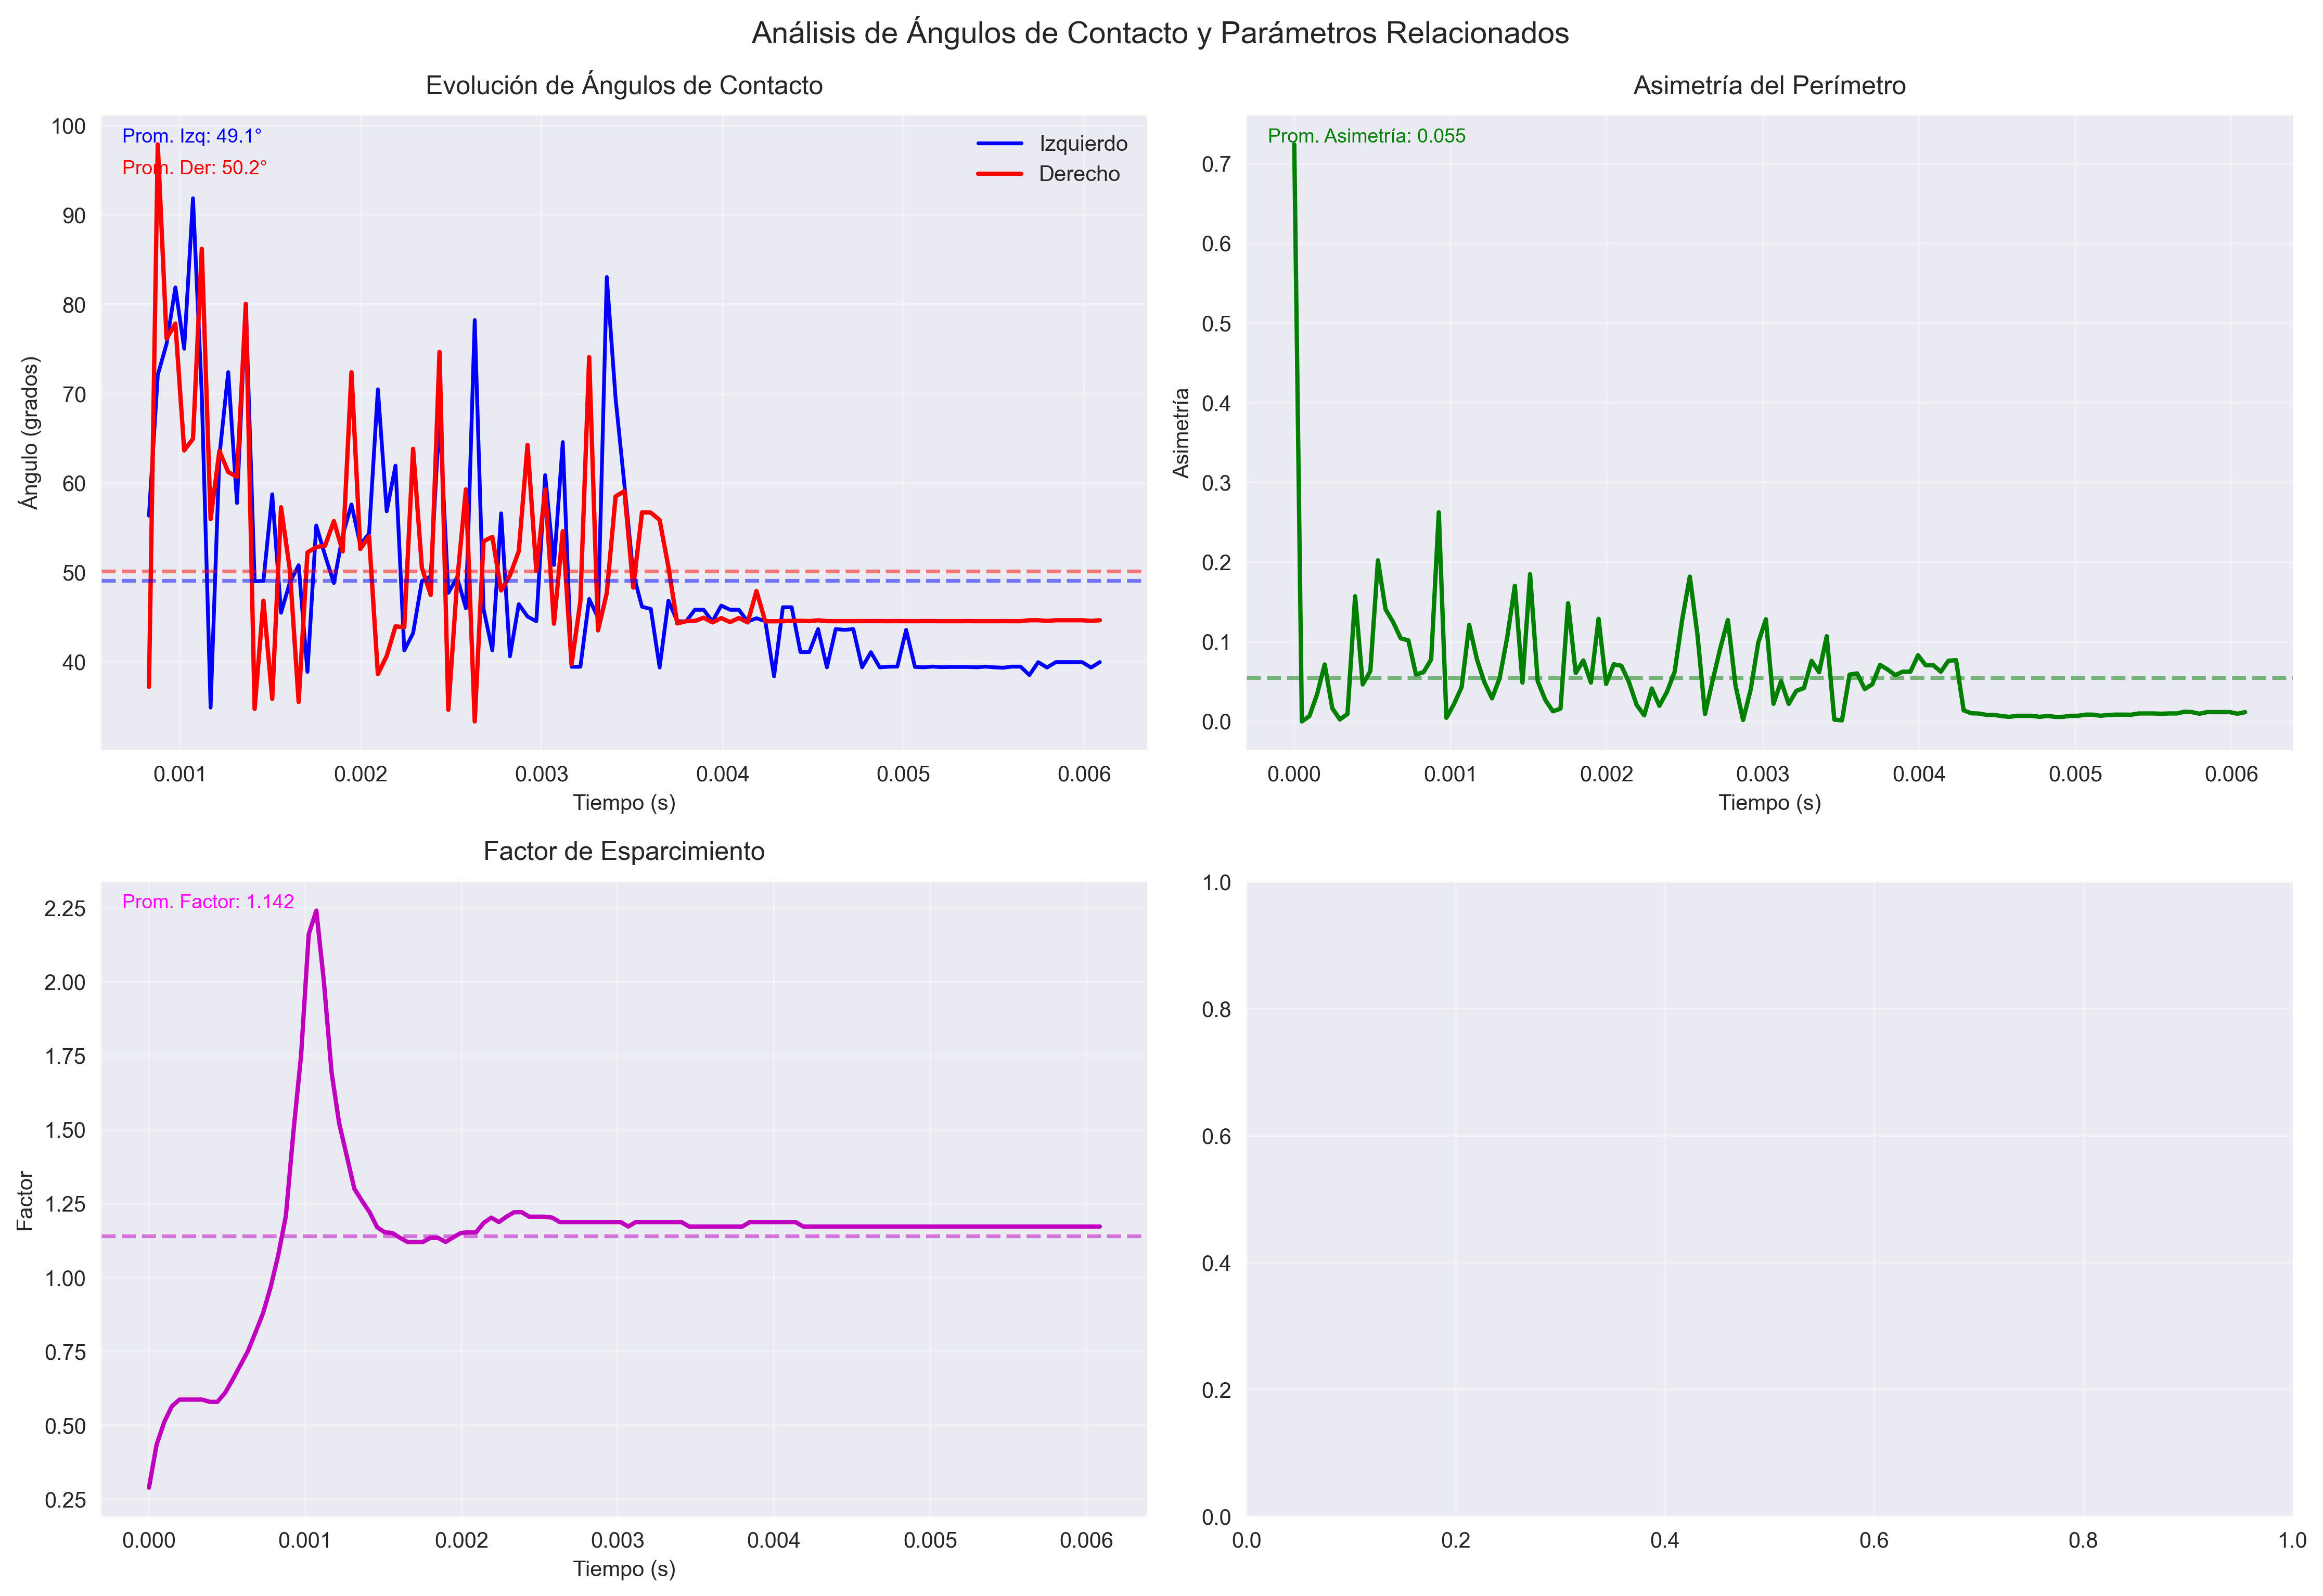 Análisis de Ángulos de Contacto y Parámetros Relacionados
Evolución de Ángulos de Contacto
Prom. Izq: 49.1°
Prom. Der: 50.2°
Izquierdo
Derecho
Ángulo (grados)
100
90
80
70
60
50
40
0.001 0.002 0.003 0.004 0.005 0.006
Tiempo (s)
Asimetría del Perímetro
Prom. Asimetría: 0.055
Asimetría
0.7
0.6
0.5
0.4
0.3
0.2
0.1
0.0
0.000 0.001 0.002 0.003 0.004 0.005 0.006
Tiempo (s)
Factor de Esparcimiento
Prom. Factor: 1.142
Factor
2.25
2.00
1.75
1.50
1.25
1.00
0.75
0.50
0.25
0.000 0.001 0.002 0.003 0.004 0.005 0.006
Tiempo (s)
1.0
0.8
0.6
0.4
0.2
0.0
0.0 0.2 0.4 0.6 0.8 1.0